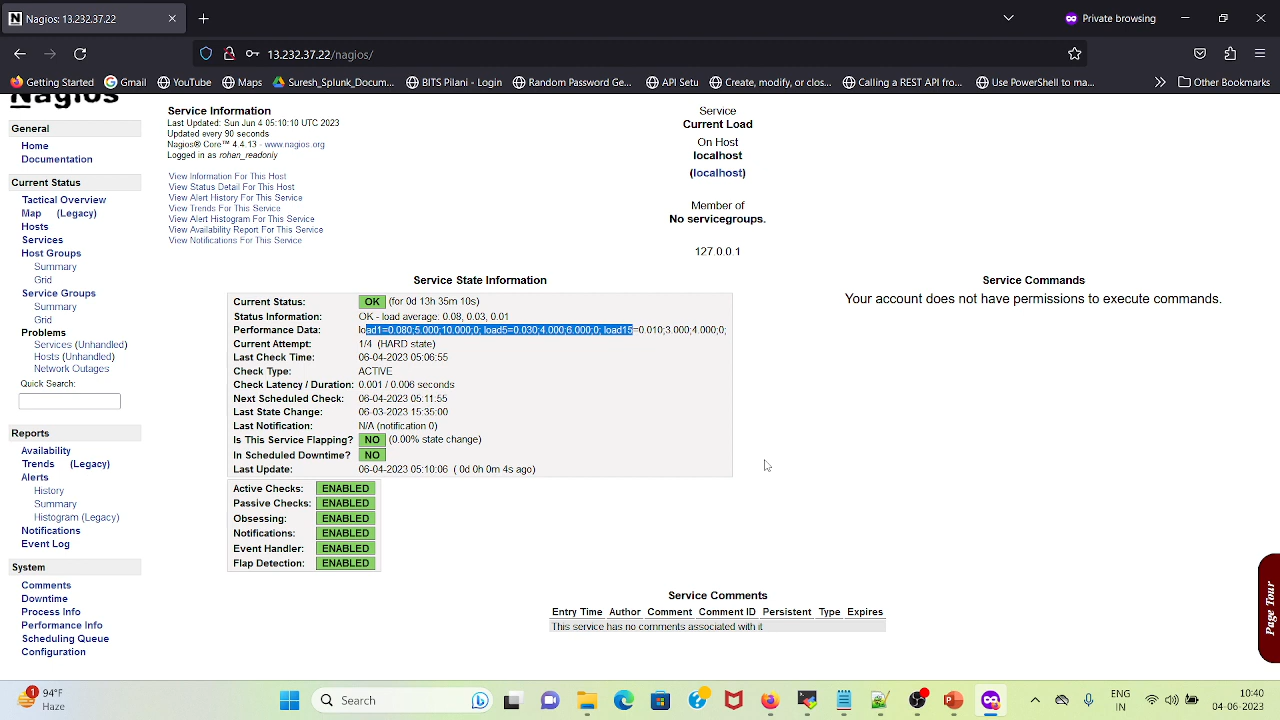 Nagios: 13.232.37.22
Private browsing
13.232.37.22/nagios/
Getting Started Gmail YouTube Maps Suresh_Splunk_Docum... BITS Pilani - Login Random Password Ge... API Setu Create, modify, or clos... Calling a REST API fro... Use PowerShell to ma... Other Bookmarks
Nagios
General
Home
Documentation
Current Status
Tactical Overview
Map (Legacy)
Hosts
Services
Host Groups
Summary
Grid
Service Groups
Summary
Grid
Problems
Services (Unhandled)
Hosts (Unhandled)
Network Outages
Quick Search:
Reports
Availability
Trends (Legacy)
Alerts
History
Summary
Histogram (Legacy)
Notifications
Event Log
System
Comments
Downtime
Process Info
Performance Info
Scheduling Queue
Configuration
Service Information
Last Updated: Sun Jun 4 05:10:10 UTC 2023
Updated every 90 seconds
Nagios® Core™ 4.4.13 - www.nagios.org
Logged in as rohan_readonly
View Information For This Host
View Status Detail For This Host
View Alert History For This Service
View Trends For This Service
View Alert Histogram For This Service
View Availability Report For This Service
View Notifications For This Service
Service
Current Load
On Host
localhost
(localhost)
Member of
No servicegroups.
127.0.0.1
Service State Information
Current Status: OK (for 0d 13h 35m 10s)
Status Information: OK - load average: 0.08, 0.03, 0.01
Performance Data: load1=0.080;5.000;10.000;0; load5=0.030;4.000;6.000;0; load15=0.010;3.000;4.000;0;
Current Attempt: 1/4 (HARD state)
Last Check Time: 06-04-2023 05:06:55
Check Type: ACTIVE
Check Latency / Duration: 0.001 / 0.006 seconds
Next Scheduled Check: 06-04-2023 05:11:55
Last State Change: 06-03-2023 15:35:00
Last Notification: N/A (notification 0)
Is This Service Flapping? NO (0.00% state change)
In Scheduled Downtime? NO
Last Update: 06-04-2023 05:10:06 ( 0d 0h 0m 4s ago)
Active Checks: ENABLED
Passive Checks: ENABLED
Obsessing: ENABLED
Notifications: ENABLED
Event Handler: ENABLED
Flap Detection: ENABLED
Service Commands
Your account does not have permissions to execute commands.
Service Comments
Entry Time Author Comment Comment ID Persistent Type Expires
This service has no comments associated with it
Page Tour
1
94°F
Haze
Search
ENG
IN
10:40
04-06-2023